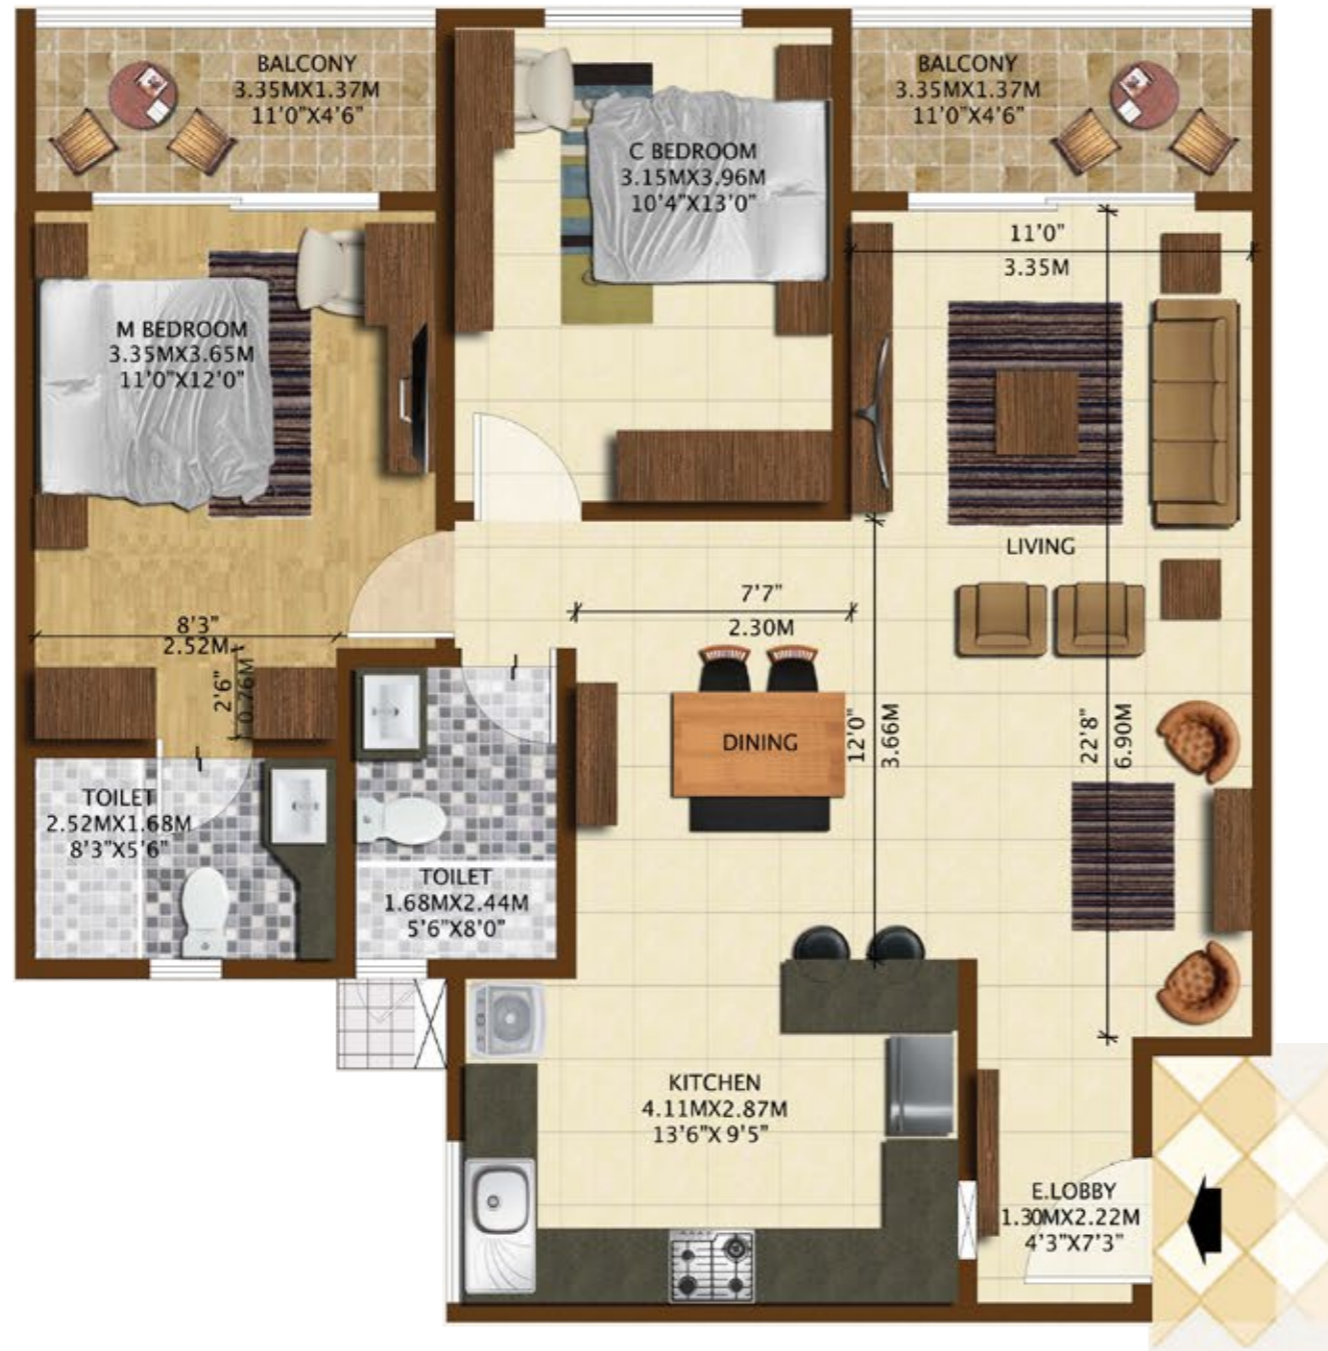 BALCONY
3.35MX1.37M
11'0"X4'6"
C BEDROOM
3.15MX3.96M
10'4"X13'0"
BALCONY
3.35MX1.37M
11'0"X4'6"
11'0"
3.35M
M BEDROOM
3.35MX3.65M
11'0"X12'0"
LIVING
7'7"
2.30M
8'3"
2.52M
2'6"
0.76M
DINING
12'0"
3.66M
22'8"
6.90M
TOILET
2.52MX1.68M
8'3"X5'6"
TOILET
1.68MX2.44M
5'6"X8'0"
KITCHEN
4.11MX2.87M
13'6"X 9'5"
E.LOBBY
1.30MX2.22M
4'3"X7'3"